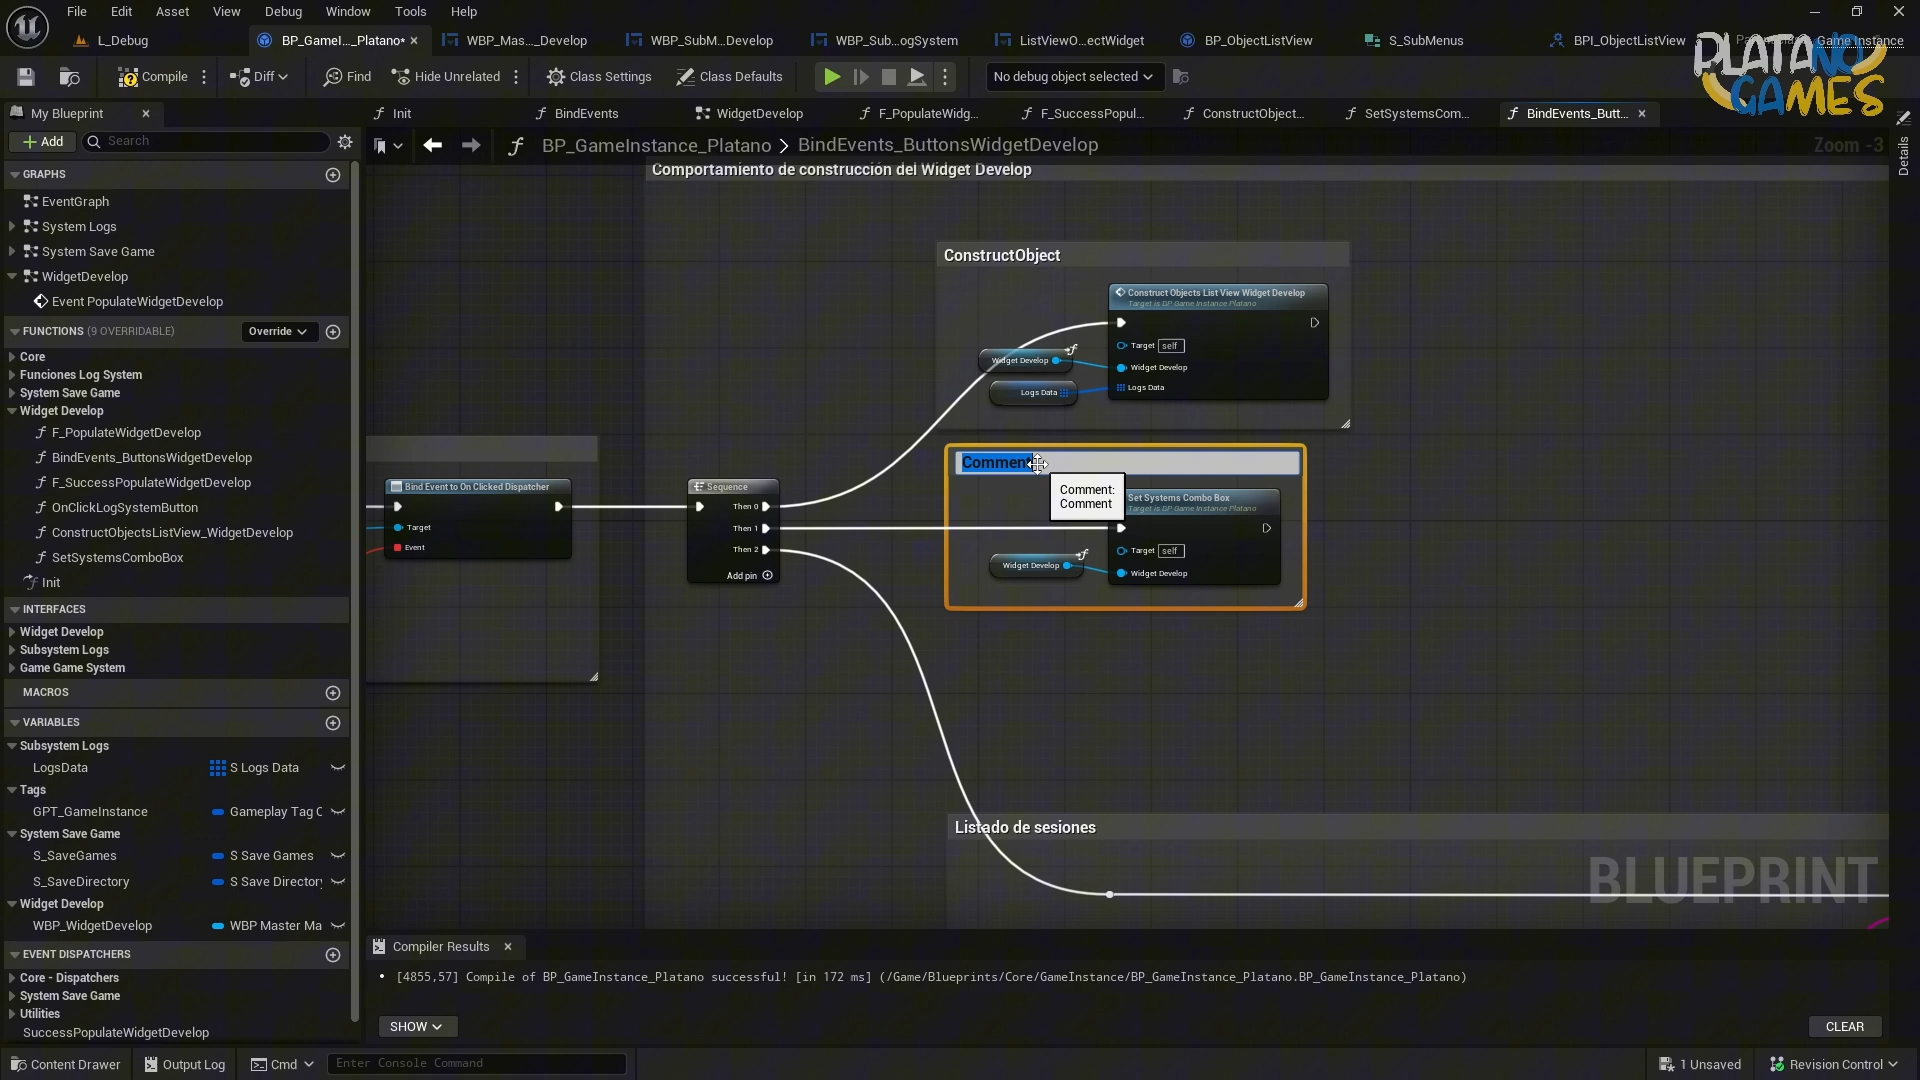 File Edit Asset View Debug Window Tools Help
L_Debug
BP_GameI..._Platano*
WBP_Mas..._Develop
WBP_SubM...Develop
WBP_Sub...ogSystem
ListViewO...ectWidget
BP_ObjectListView
S_SubMenus
BPI_ObjectListView
Game Instance
PLATANO
GAMES
Compile
Diff
Find
Hide Unrelated
Class Settings
Class Defaults
No debug object selected
My Blueprint
Init
BindEvents
WidgetDevelop
F_PopulateWidg...
F_SuccessPopul...
ConstructObject...
SetSystemsCom...
BindEvents_Butt...
Details
Add
Search
BP_GameInstance_Platano > BindEvents_ButtonsWidgetDevelop
Zoom -3
GRAPHS
EventGraph
System Logs
System Save Game
WidgetDevelop
Event PopulateWidgetDevelop
FUNCTIONS (9 OVERRIDABLE)
Override
Core
Funciones Log System
System Save Game
Widget Develop
F_PopulateWidgetDevelop
BindEvents_ButtonsWidgetDevelop
F_SuccessPopulateWidgetDevelop
OnClickLogSystemButton
ConstructObjectsListView_WidgetDevelop
SetSystemsComboBox
Init
INTERFACES
Widget Develop
Subsystem Logs
Game Game System
MACROS
VARIABLES
Subsystem Logs
LogsData
S Logs Data
Tags
GPT_GameInstance
Gameplay Tag C
System Save Game
S_SaveGames
S Save Games
S_SaveDirectory
S Save Directory
Widget Develop
WBP_WidgetDevelop
WBP Master Ma
EVENT DISPATCHERS
Core - Dispatchers
System Save Game
Utilities
SuccessPopulateWidgetDevelop
Comportamiento de construcción del Widget Develop
ConstructObject
Construct Objects List View Widget Develop
Target is BP Game Instance Platano
Target self
Widget Develop
Widget Develop
Logs Data
Logs Data
Bind Event to On Clicked Dispatcher
Target
Event
Sequence
Then 0
Then 1
Then 2
Add pin
Comment
Comment:
Comment
Set Systems Combo Box
Target is BP Game Instance Platano
Target self
Widget Develop
Widget Develop
Listado de sesiones
BLUEPRINT
Compiler Results
[4855,57] Compile of BP_GameInstance_Platano successful! [in 172 ms] (/Game/Blueprints/Core/GameInstance/BP_GameInstance_Platano.BP_GameInstance_Platano)
SHOW
CLEAR
Content Drawer
Output Log
Cmd
Enter Console Command
1 Unsaved
Revision Control